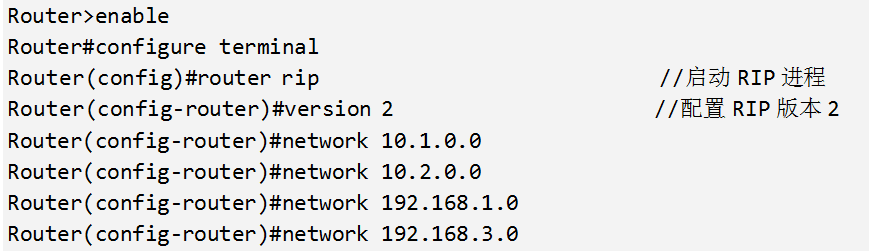 Router>enable
Router#configure terminal
Router(config)#router rip //启动 RIP 进程
Router(config-router)#version 2 //配置 RIP 版本 2
Router(config-router)#network 10.1.0.0
Router(config-router)#network 10.2.0.0
Router(config-router)#network 192.168.1.0
Router(config-router)#network 192.168.3.0